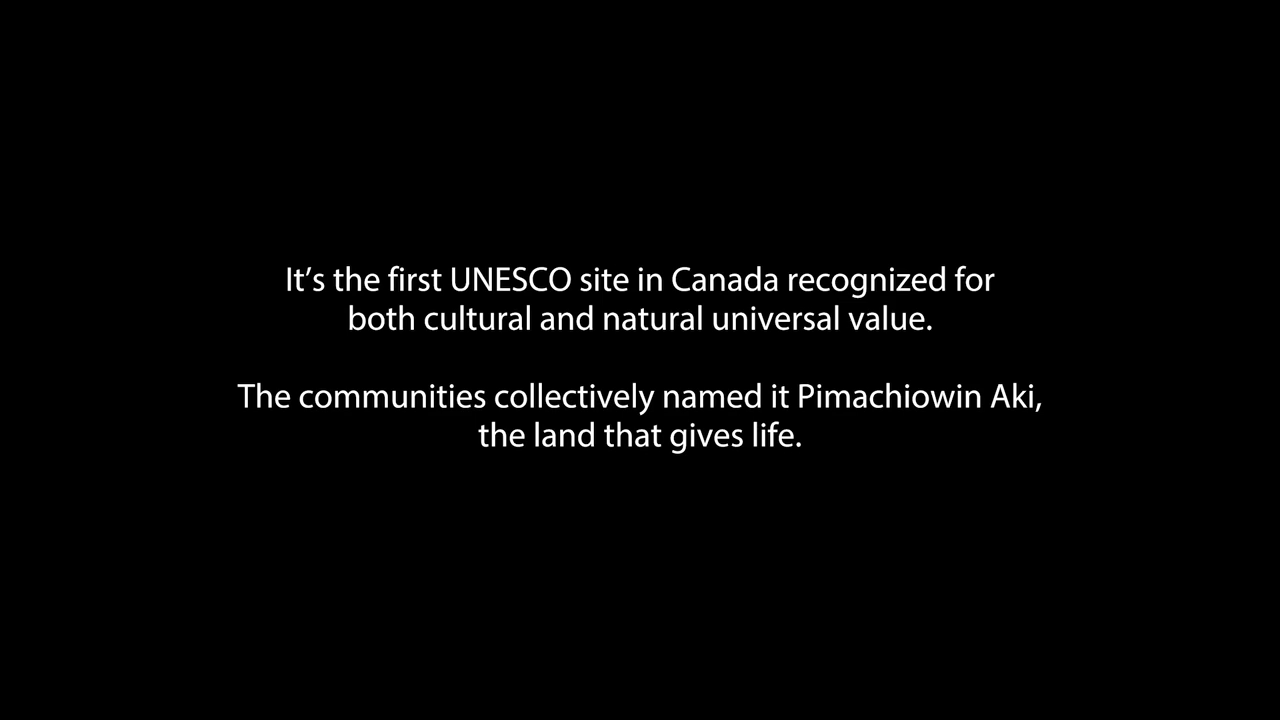 It’s the first UNESCO site in Canada recognized for
both cultural and natural universal value.
The communities collectively named it Pimachiowin Aki,
the land that gives life.